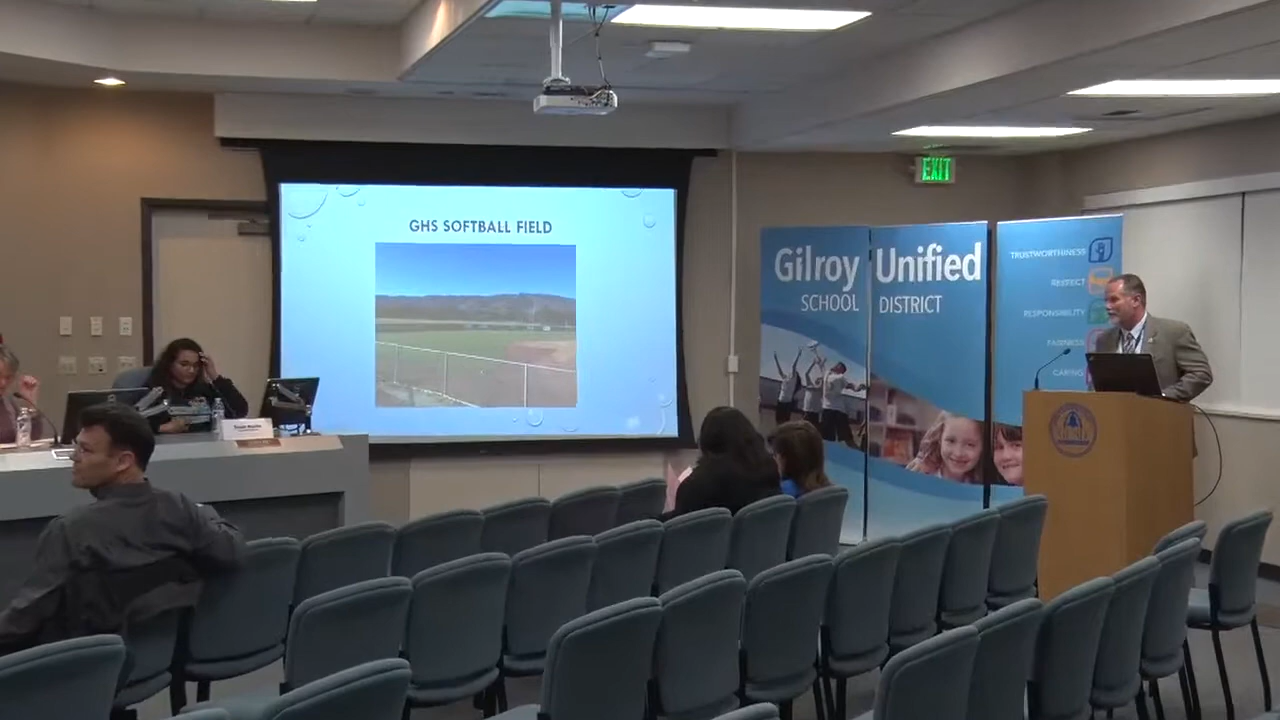 GHS SOFTBALL FIELD
EXIT
Gilroy Unified
SCHOOL DISTRICT
TRUSTWORTHINESS
RESPECT
RESPONSIBILITY
FAIRNESS
CARING